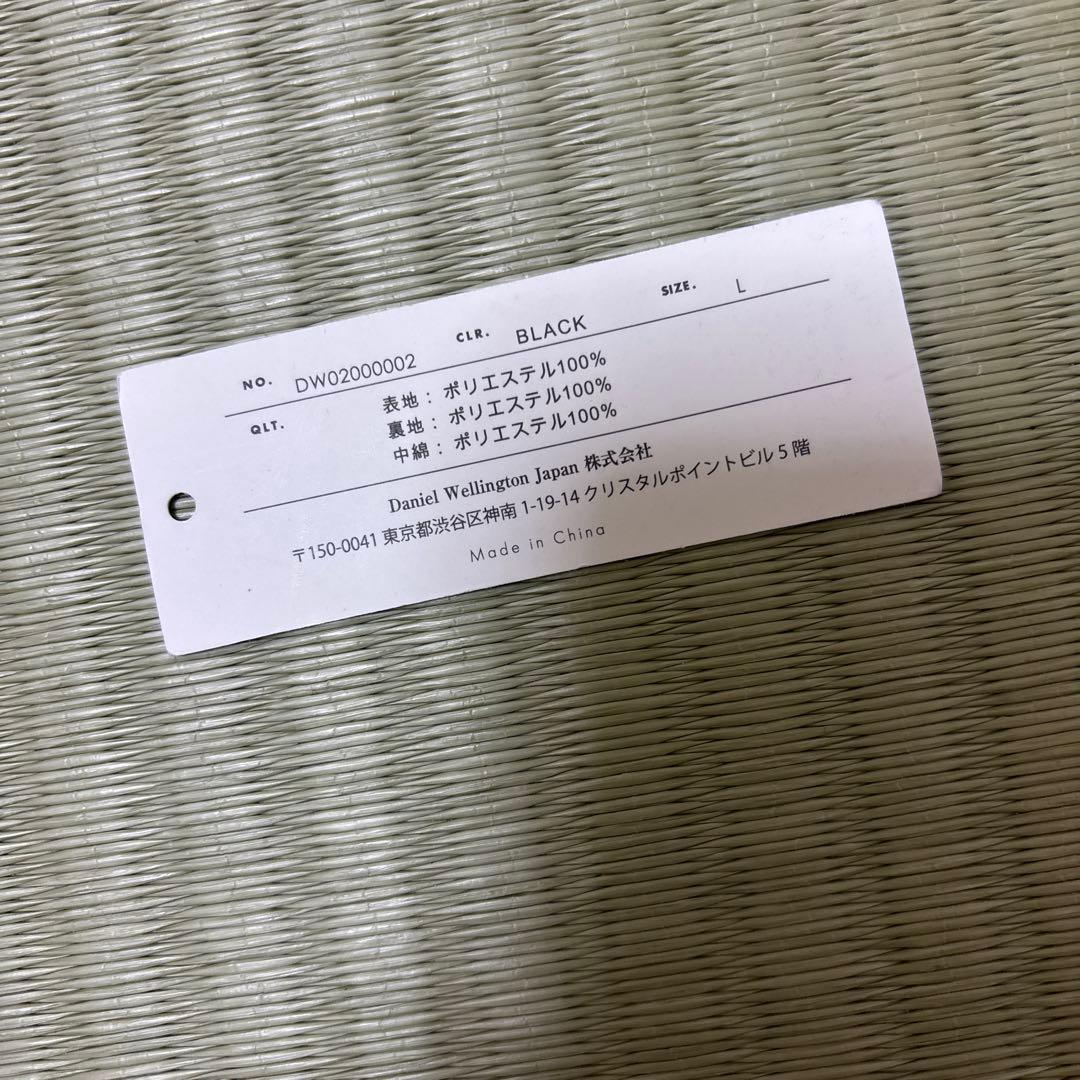 NO. DW02000002 CLR. BLACK SIZE. L
QLT. 表地：ポリエステル100%
裏地：ポリエステル100%
中綿：ポリエステル100%
Daniel Wellington Japan 株式会社
〒150-0041 東京都渋谷区神南 1-19-14 クリスタルポイントビル 5 階
Made in China